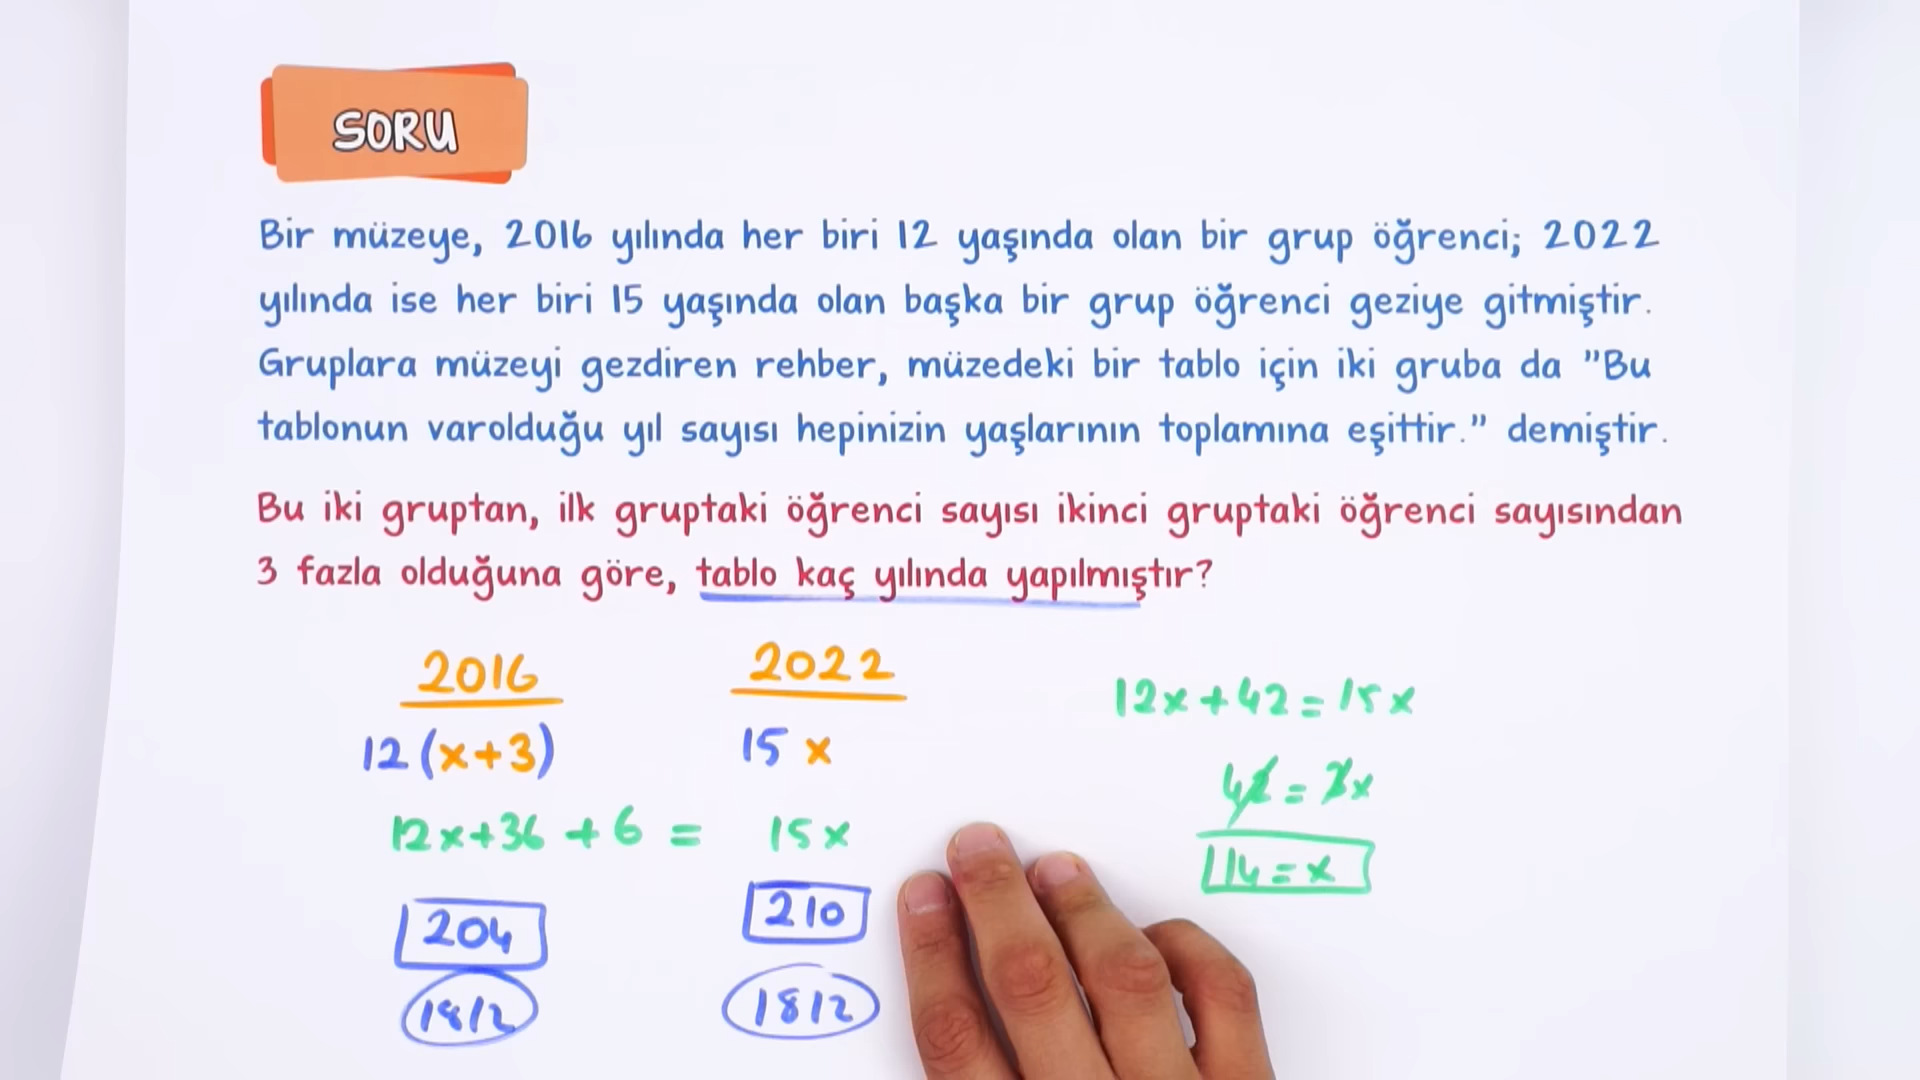 SORU
Bir müzeye, 2016 yılında her biri 12 yaşında olan bir grup öğrenci; 2022
yılında ise her biri 15 yaşında olan başka bir grup öğrenci geziye gitmiştir.
Gruplara müzeyi gezdiren rehber, müzedeki bir tablo için iki gruba da "Bu
tablonun varolduğu yıl sayısı hepinizin yaşlarının toplamına eşittir." demiştir.
Bu iki gruptan, ilk gruptaki öğrenci sayısı ikinci gruptaki öğrenci sayısından
3 fazla olduğuna göre, tablo kaç yılında yapılmıştır?
2016 2022
12x+42=15x
12(x+3) 15x
42=3x
12x+36+6 = 15x
14=x
204 210
1812 1812